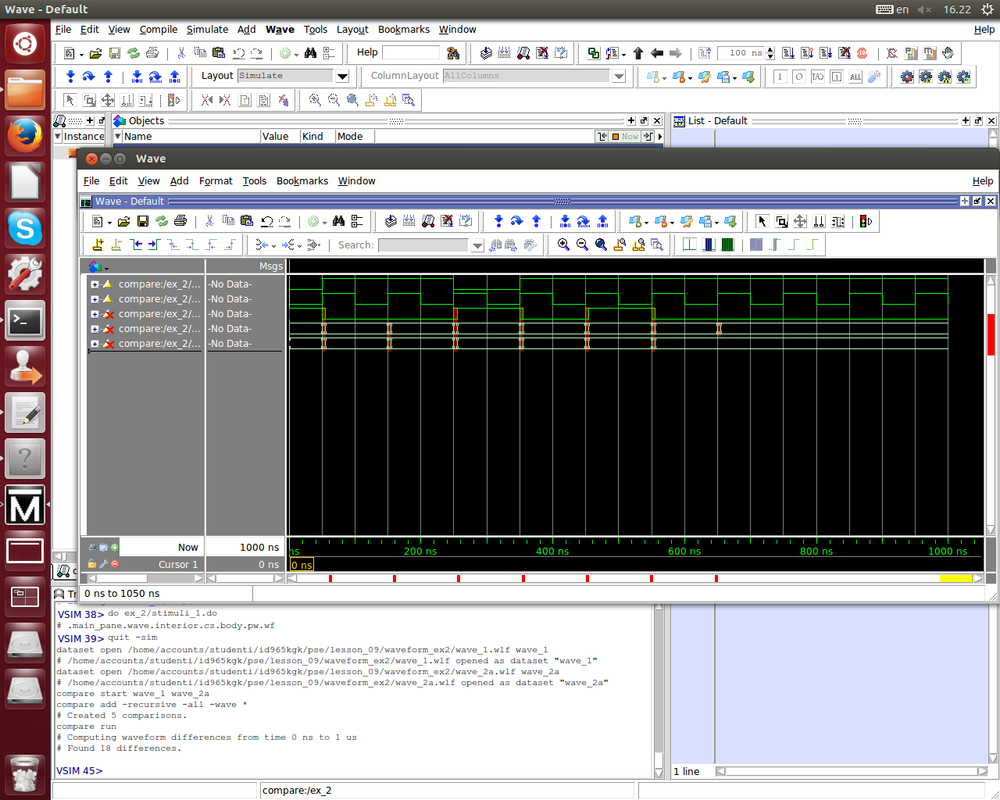 Wave - Default
en
16.22
File Edit View Compile Simulate Add Wave Tools Layout Bookmarks Window Help
Help
100 ns
Layout Simulate
ColumnLayout AllColumns
Objects
List - Default
Instance
Name Value Kind Mode
Now
Wave
File Edit View Add Format Tools Bookmarks Window Help
Wave - Default
Search:
Msgs
compare:/ex_2/... -No Data-
compare:/ex_2/... -No Data-
compare:/ex_2/... -No Data-
compare:/ex_2/... -No Data-
compare:/ex_2/... -No Data-
Now 1000 ns
ns 200 ns 400 ns 600 ns 800 ns 1000 ns
Cursor 1 0 ns
0 ns
0 ns to 1050 ns
VSIM 38> do ex_2/stimuli_1.do
# .main_pane.wave.interior.cs.body.pw.wf
VSIM 39> quit -sim
dataset open /home/accounts/studenti/id965kgk/pse/lesson_09/waveform_ex2/wave_1.wlf wave_1
# /home/accounts/studenti/id965kgk/pse/lesson_09/waveform_ex2/wave_1.wlf opened as dataset "wave_1"
dataset open /home/accounts/studenti/id965kgk/pse/lesson_09/waveform_ex2/wave_2a.wlf wave_2a
# /home/accounts/studenti/id965kgk/pse/lesson_09/waveform_ex2/wave_2a.wlf opened as dataset "wave_2a"
compare start wave_1 wave_2a
compare add -recursive -all -wave *
# Created 5 comparisons.
compare run
# Computing waveform differences from time 0 ns to 1 us
# Found 18 differences.
VSIM 45>
1 line
compare:/ex_2